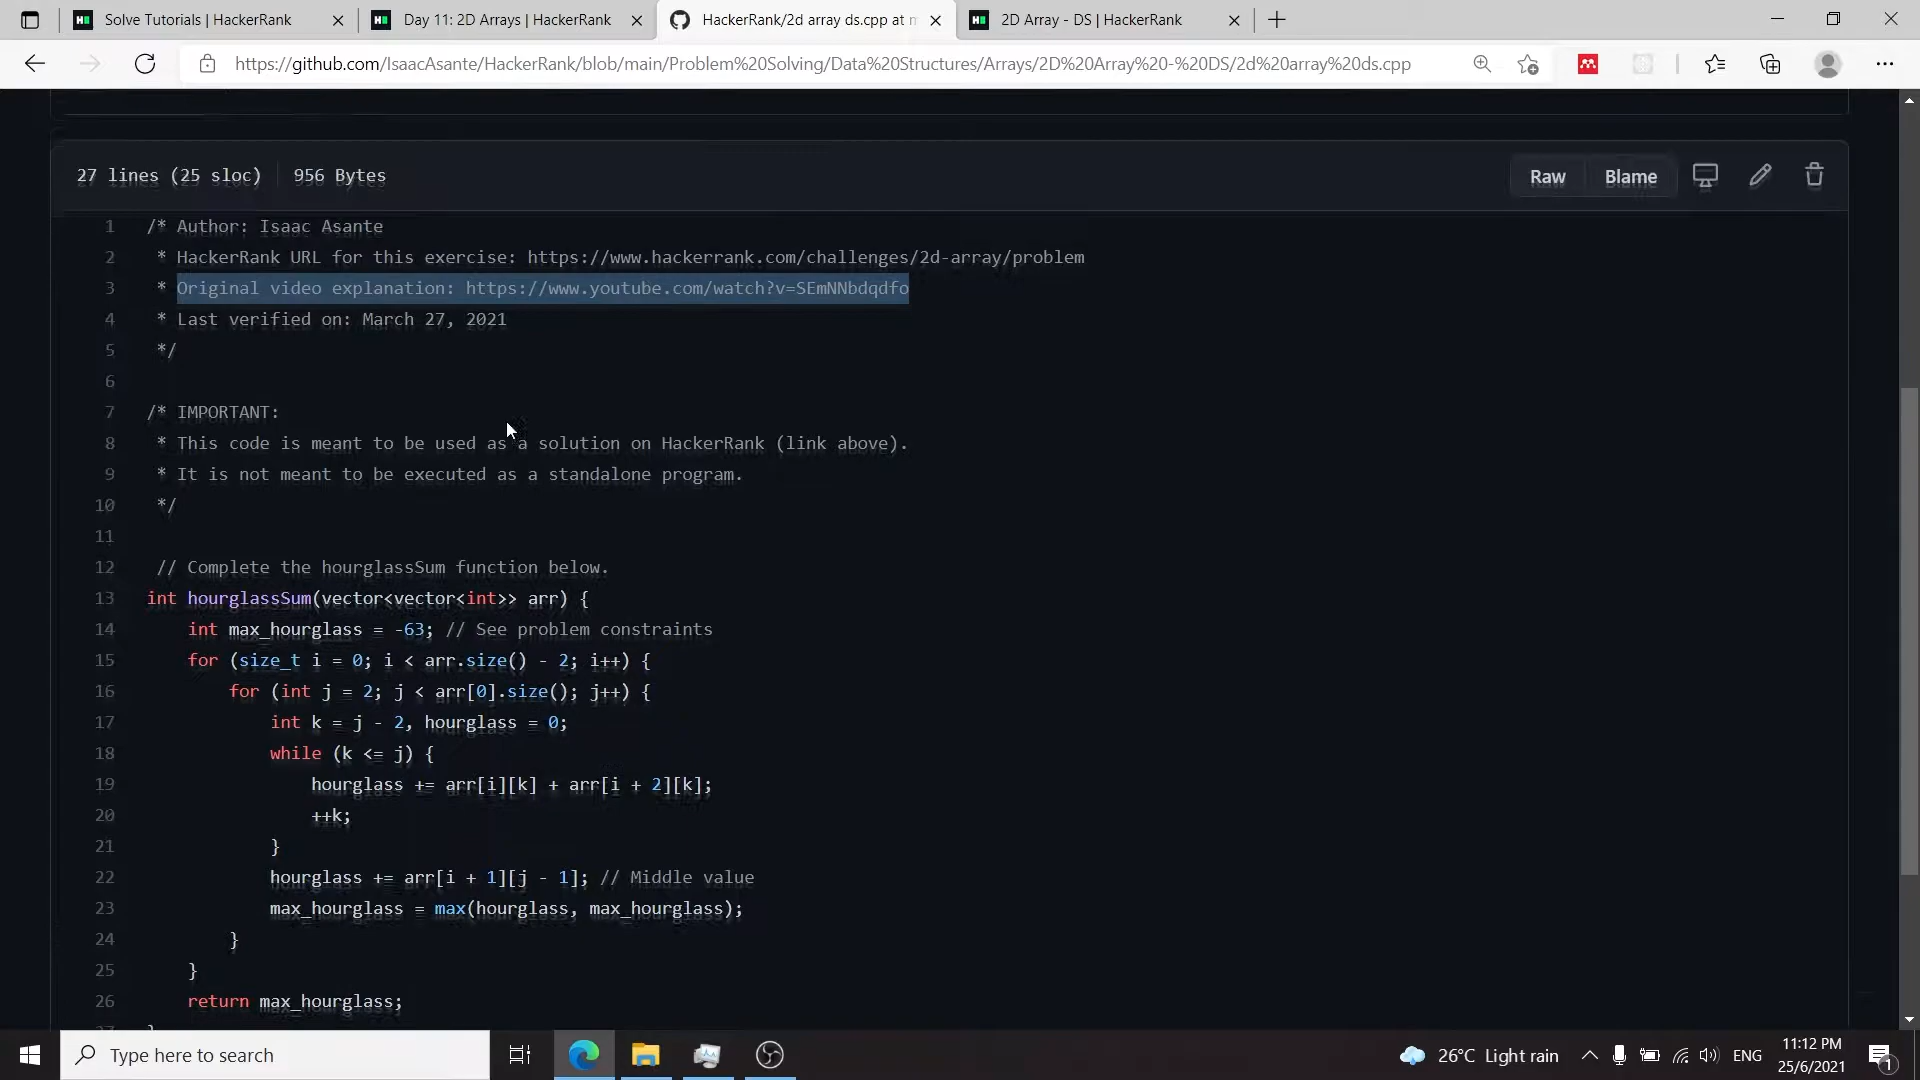 Solve Tutorials | HackerRank
Day 11: 2D Arrays | HackerRank
HackerRank/2d array ds.cpp at m
2D Array - DS | HackerRank
https://github.com/IsaacAsante/HackerRank/blob/main/Problem%20Solving/Data%20Structures/Arrays/2D%20Array%20-%20DS/2d%20array%20ds.cpp
27 lines (25 sloc) 956 Bytes
Raw Blame
1 /* Author: Isaac Asante
2 * HackerRank URL for this exercise: https://www.hackerrank.com/challenges/2d-array/problem
3 * Original video explanation: https://www.youtube.com/watch?v=SEmNNbdqdfo
4 * Last verified on: March 27, 2021
5 */
6
7 /* IMPORTANT:
8 * This code is meant to be used as a solution on HackerRank (link above).
9 * It is not meant to be executed as a standalone program.
10 */
11
12 // Complete the hourglassSum function below.
13 int hourglassSum(vector<vector<int>> arr) {
14 int max_hourglass = -63; // See problem constraints
15 for (size_t i = 0; i < arr.size() - 2; i++) {
16 for (int j = 2; j < arr[0].size(); j++) {
17 int k = j - 2, hourglass = 0;
18 while (k <= j) {
19 hourglass += arr[i][k] + arr[i + 2][k];
20 ++k;
21 }
22 hourglass += arr[i + 1][j - 1]; // Middle value
23 max_hourglass = max(hourglass, max_hourglass);
24 }
25 }
26 return max_hourglass;
Type here to search
26°C Light rain
ENG
11:12 PM
25/6/2021
1